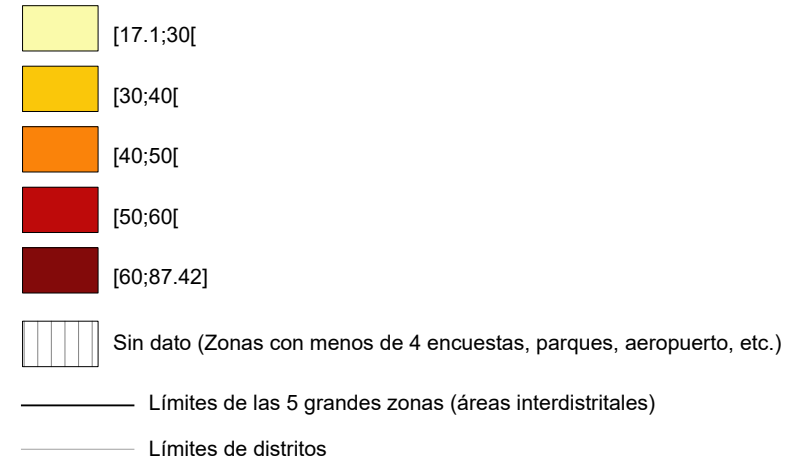 [17.1;30[
[30;40[
[40;50[
[50;60[
[60;87.42]
Sin dato (Zonas con menos de 4 encuestas, parques, aeropuerto, etc.)
Límites de las 5 grandes zonas (áreas interdistritales)
Límites de distritos